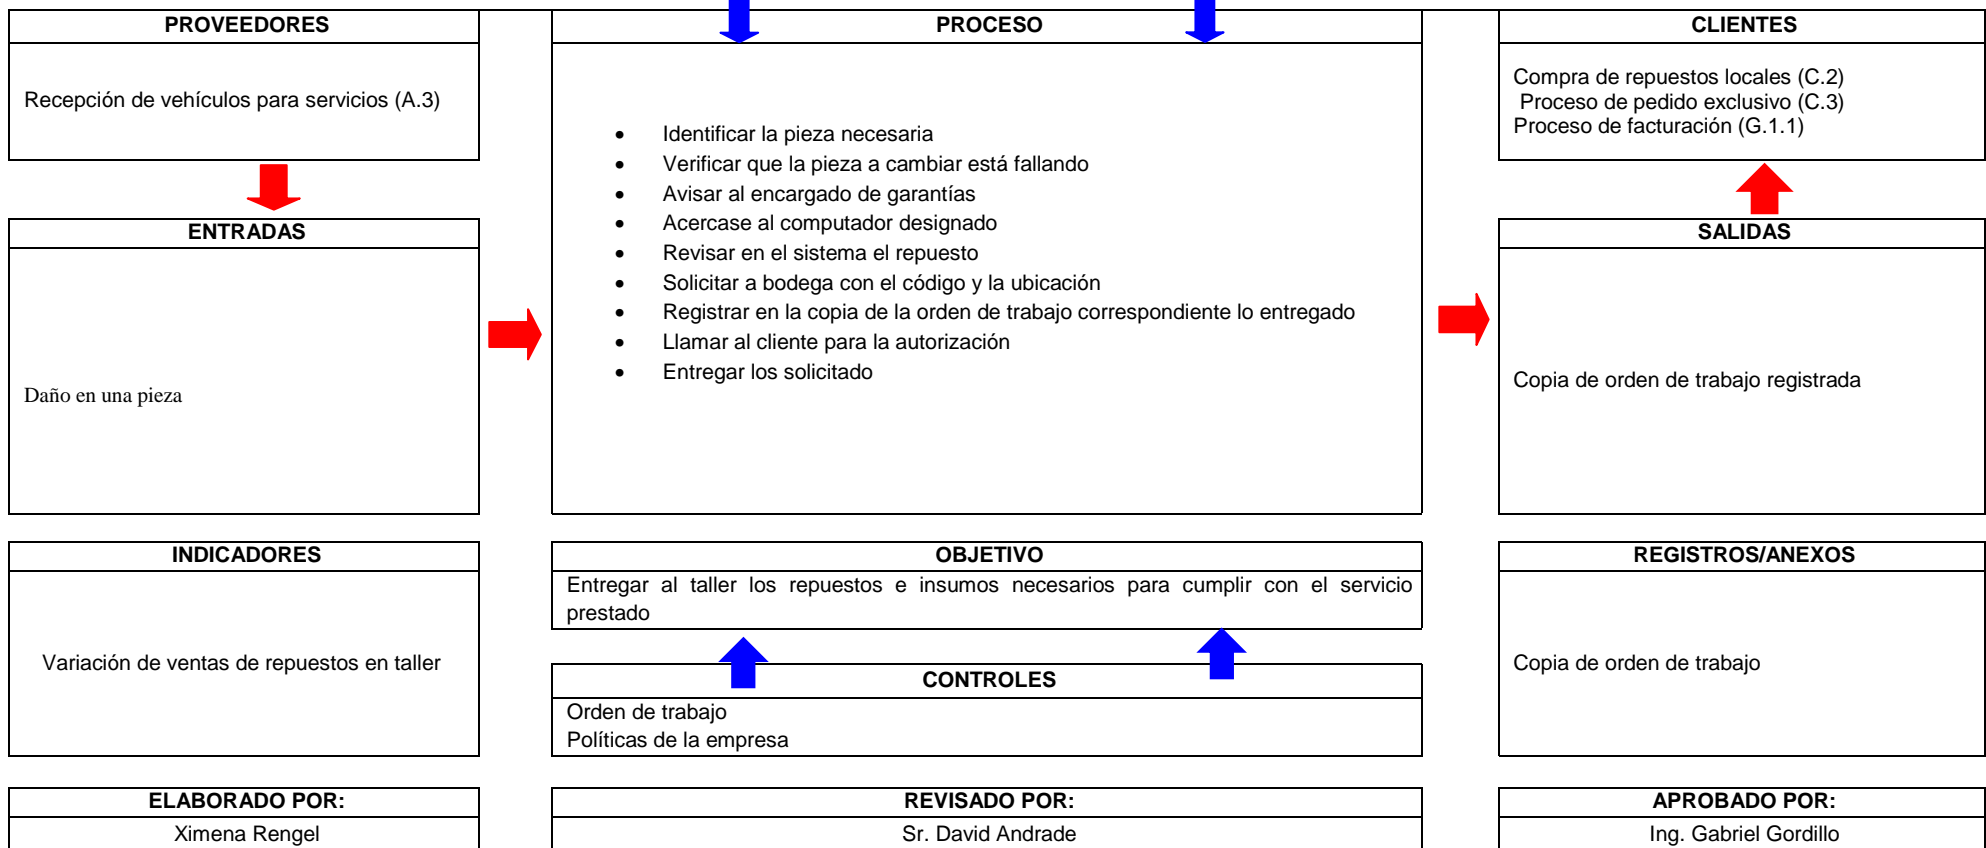 PROVEEDORES
Recepción de vehículos para servicios (A.3)
ENTRADAS
Daño en una pieza
PROCESO
Identificar la pieza necesaria
Verificar que la pieza a cambiar está fallando
Avisar al encargado de garantías
Acercase al computador designado
Revisar en el sistema el repuesto
Solicitar a bodega con el código y la ubicación
Registrar en la copia de la orden de trabajo correspondiente lo entregado
Llamar al cliente para la autorización
Entregar los solicitado
CLIENTES
Compra de repuestos locales (C.2)
Proceso de pedido exclusivo (C.3)
Proceso de facturación (G.1.1)
SALIDAS
Copia de orden de trabajo registrada
INDICADORES
Variación de ventas de repuestos en taller
OBJETIVO
Entregar al taller los repuestos e insumos necesarios para cumplir con el servicio
prestado
CONTROLES
Orden de trabajo
Políticas de la empresa
REGISTROS/ANEXOS
Copia de orden de trabajo
ELABORADO POR:
Ximena Rengel
REVISADO POR:
Sr. David Andrade
APROBADO POR:
Ing. Gabriel Gordillo